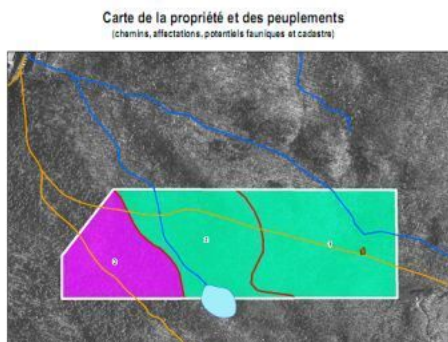 Carte de la propriété et des peuplements
(chemins, affectations, potentiels fauniques et cadastre)